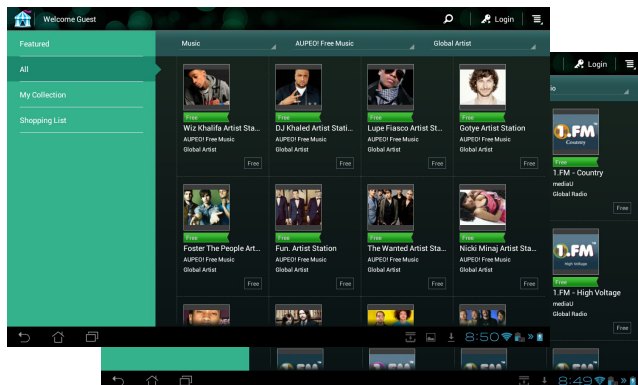 Welcome Guest
Login
Featured
All
My Collection
Shopping List
Music
AUPEO! Free Music
Global Artist
Free
Wiz Khalifa Artist Sta...
AUPEO! Free Music
Global Artist
Free
Free
DJ Khaled Artist Stati...
AUPEO! Free Music
Global Artist
Free
Free
Lupe Fiasco Artist St...
AUPEO! Free Music
Global Artist
Free
Free
Gotye Artist Station
AUPEO! Free Music
Global Artist
Free
Free
Foster The People Art...
AUPEO! Free Music
Global Artist
Free
Free
Fun. Artist Station
AUPEO! Free Music
Global Artist
Free
Free
The Wanted Artist Sta...
AUPEO! Free Music
Global Artist
Free
Free
Nicki Minaj Artist Sta...
AUPEO! Free Music
Global Artist
Free
8:50
Login
io
1.FM
Country
Free
1.FM - Country
mediaU
Global Radio
Free
1.FM
High Voltage
Free
1.FM - High Voltage
mediaU
Global Radio
Free
8:49